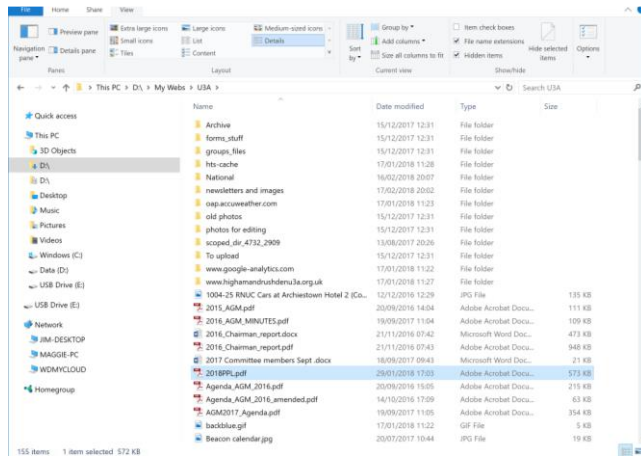 File Home Share View
Navigation pane
Preview pane
Details pane
Panes
Extra large icons Large icons Medium-sized icons
Small icons List Details
Tiles Content
Layout
Sort by
Group by
Add columns
Size all columns to fit
Current view
Item check boxes
File name extensions
Hidden items
Hide selected items
Show/hide
Options
This PC > D:\ > My Webs > U3A >
Search U3A
Name Date modified Type Size
Quick access
This PC
3D Objects
D:\
D:\
Desktop
Music
Pictures
Videos
Windows (C:)
Data (D:)
USB Drive (E:)
USB Drive (E:)
Network
JIM-DESKTOP
MAGGIE-PC
WDMYCLOUD
Homegroup
Archive 15/12/2017 12:31 File folder
forms_stuff 15/12/2017 12:31 File folder
groups_files 15/12/2017 12:31 File folder
hts-cache 17/01/2018 11:28 File folder
National 16/02/2018 20:07 File folder
newsletters and images 17/02/2018 20:02 File folder
oap.accuweather.com 17/01/2018 11:23 File folder
old photos 15/12/2017 12:31 File folder
photos for editing 15/12/2017 12:31 File folder
scoped_dir_4732_2909 13/08/2017 20:26 File folder
To upload 15/12/2017 12:31 File folder
www.google-analytics.com 17/01/2018 11:22 File folder
www.highamandrushdenu3a.org.uk 17/01/2018 11:27 File folder
1004-25 RNUC Cars at Archiestown Hotel 2 (Co... 12/12/2016 12:29 JPG File 135 KB
2015_AGM.pdf 20/09/2016 14:04 Adobe Acrobat Docu... 111 KB
2016_AGM_MINUTES.pdf 19/09/2017 11:04 Adobe Acrobat Docu... 109 KB
2016_Chairman_report.docx 21/11/2016 07:42 Microsoft Word Doc... 473 KB
2016_Chairman_report.pdf 21/11/2016 07:43 Adobe Acrobat Docu... 948 KB
2017 Committee members Sept .docx 18/09/2017 09:43 Microsoft Word Doc... 21 KB
2018PPL.pdf 29/01/2018 17:03 Adobe Acrobat Docu... 573 KB
Agenda_AGM_2016.pdf 20/09/2016 15:05 Adobe Acrobat Docu... 215 KB
Agenda_AGM_2016_amended.pdf 14/10/2016 17:09 Adobe Acrobat Docu... 63 KB
AGM2017_Agenda.pdf 19/09/2017 11:05 Adobe Acrobat Docu... 354 KB
backblue.gif 17/01/2018 11:22 GIF File 5 KB
Beacon calendar.jpg 20/07/2017 10:44 JPG File 19 KB
155 items 1 item selected 572 KB